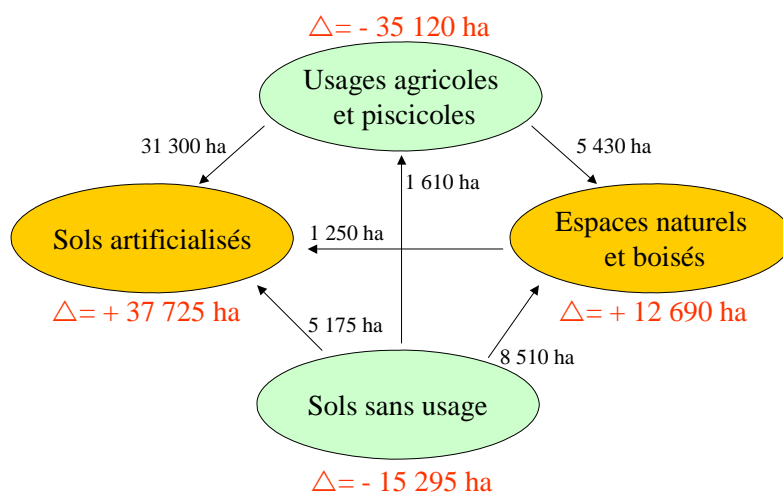 △= - 35 120 ha
Usages agricoles
et piscicoles
31 300 ha
5 430 ha
1 610 ha
Sols artificialisés
1 250 ha
Espaces naturels
et boisés
△= + 37 725 ha
△= + 12 690 ha
5 175 ha
8 510 ha
Sols sans usage
△= - 15 295 ha